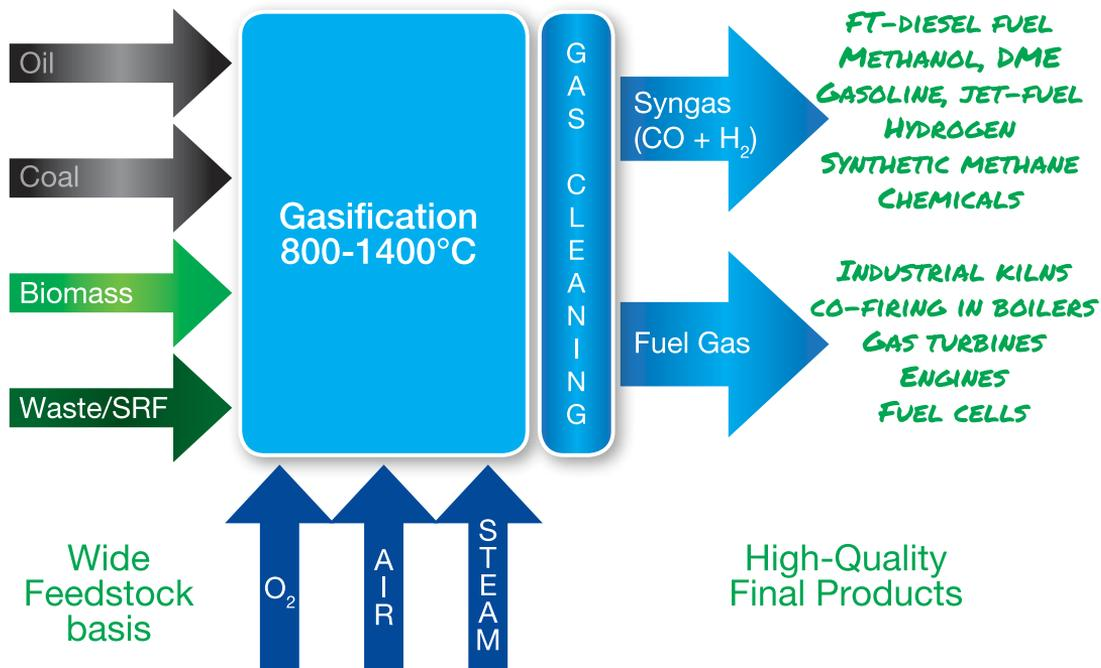 Oil
Coal
Biomass
Waste/SRF
Gasification
800-1400°C
GAS CLEANING
Syngas
(CO + H₂)
Fuel Gas
FT-DIESEL FUEL
METHANOL, DME
GASOLINE, JET-FUEL
HYDROGEN
SYNTHETIC METHANE
CHEMICALS
INDUSTRIAL KILNS
CO-FIRING IN BOILERS
GAS TURBINES
ENGINES
FUEL CELLS
O₂
AIR
STEAM
Wide
Feedstock
basis
High-Quality
Final Products